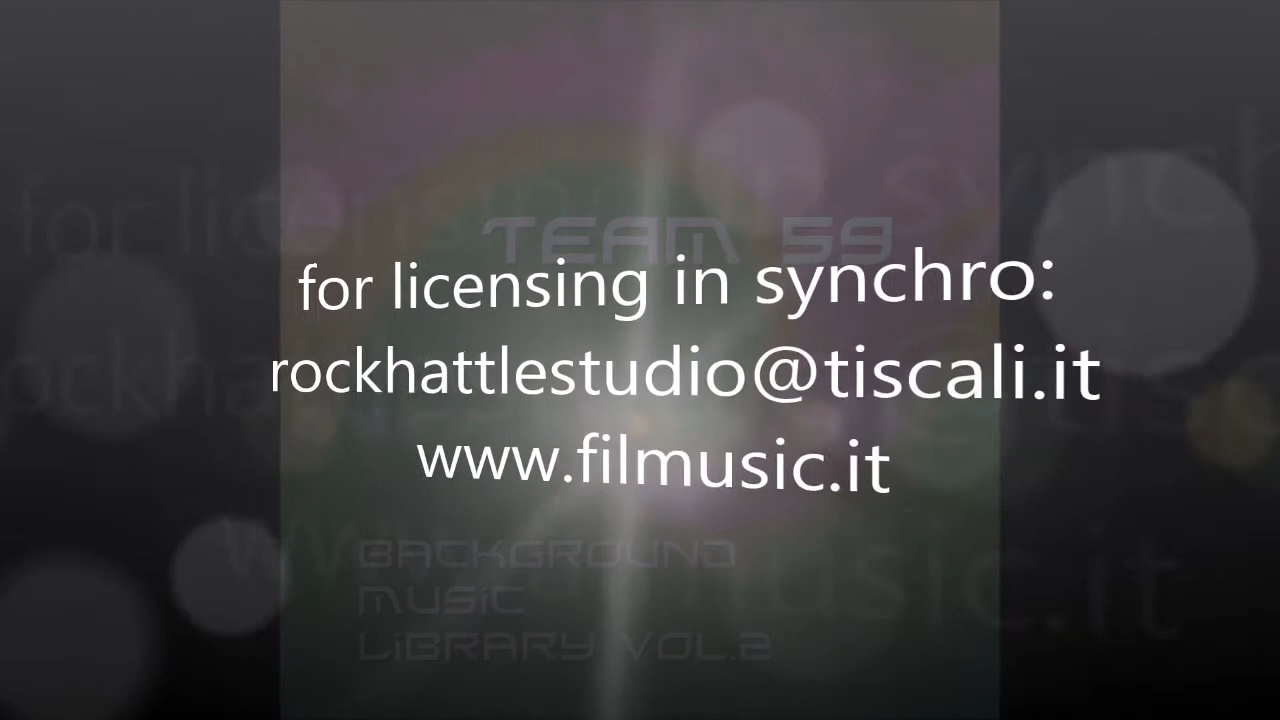 TEAM 59
for licensing in synchro:
rockhattlestudio@tiscali.it
www.filmusic.it
BACKGROUND
MUSIC
LIBRARY VOL.2